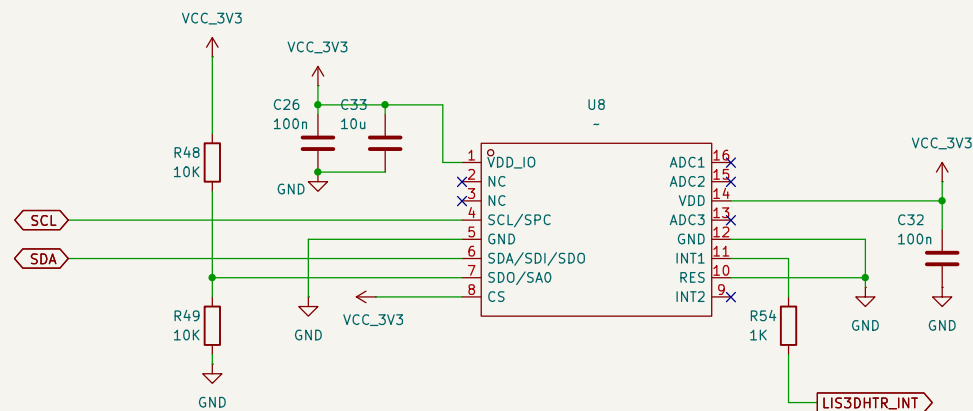 VCC_3V3
VCC_3V3
C26
100n
C33
10u
U8
~
R48
10K
GND
VCC_3V3
1 VDD_IO
2 NC
3 NC
4 SCL/SPC
5 GND
6 SDA/SDI/SDO
7 SDO/SA0
8 CS
ADC1 16
ADC2 15
VDD 14
ADC3 13
GND 12
INT1 11
RES 10
INT2 9
SCL
SDA
C32
100n
R49
10K
VCC_3V3
GND
R54
1K
GND
GND
GND
LIS3DHTR_INT